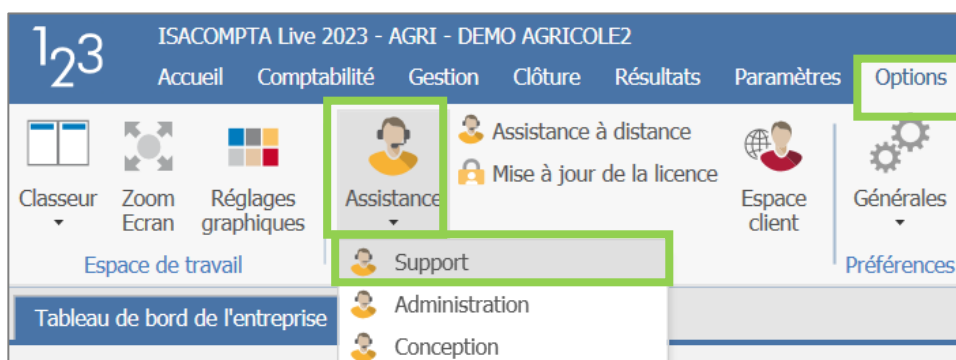 123
ISACOMPTA Live 2023 - AGRI - DEMO AGRICOLE2
Accueil Comptabilité Gestion Clôture Résultats Paramètres Options
Classeur
Zoom
Ecran
Réglages
graphiques
Espace de travail
Assistance
Assistance à distance
Mise à jour de la licence
Espace
client
Générales
Préférences
Support
Administration
Conception
Tableau de bord de l'entreprise